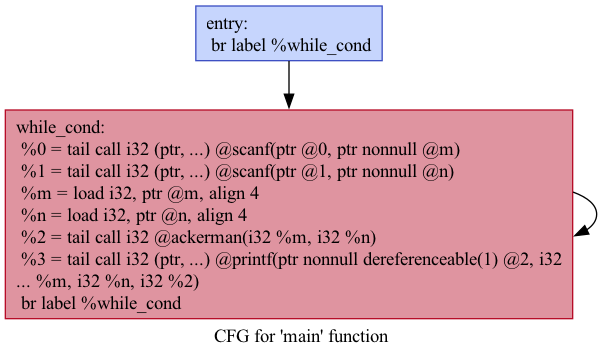 entry:
br label %while_cond
while_cond:
%0 = tail call i32 (ptr, ...) @scanf(ptr @0, ptr nonnull @m)
%1 = tail call i32 (ptr, ...) @scanf(ptr @1, ptr nonnull @n)
%m = load i32, ptr @m, align 4
%n = load i32, ptr @n, align 4
%2 = tail call i32 @ackerman(i32 %m, i32 %n)
%3 = tail call i32 (ptr, ...) @printf(ptr nonnull dereferenceable(1) @2, i32
... %m, i32 %n, i32 %2)
br label %while_cond
CFG for 'main' function